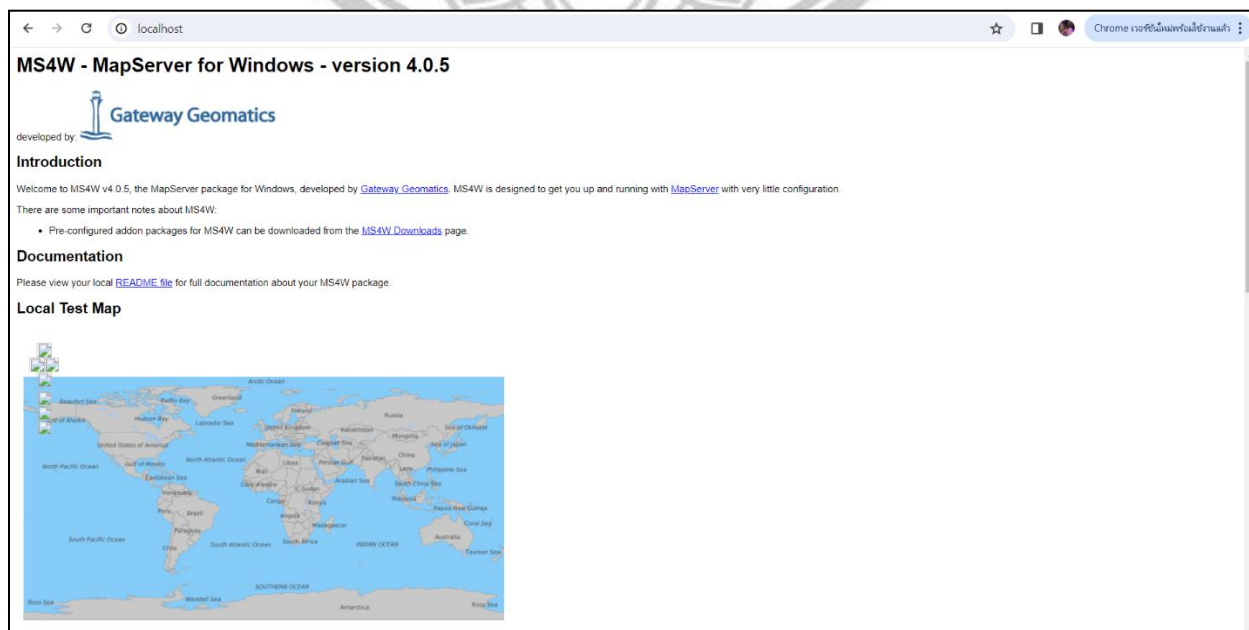 localhost
Chrome เวอร์ชันใหม่พร้อมใช้งานแล้ว
MS4W - MapServer for Windows - version 4.0.5
Gateway Geomatics
developed by:
Introduction
Welcome to MS4W v4.0.5, the MapServer package for Windows, developed by Gateway Geomatics. MS4W is designed to get you up and running with MapServer with very little configuration.
There are some important notes about MS4W:
• Pre-configured addon packages for MS4W can be downloaded from the MS4W Downloads page.
Documentation
Please view your local README file for full documentation about your MS4W package.
Local Test Map
Arctic Ocean
Beaufort Sea Baffin Bay Greenland
Finland Russia
of Alaska Hudson Bay Labrador Sea United Kingdom Kazakhstan Sea of Okhotsk
Mongolia
United States of America Mediterranean Sea Caspian Sea Sea of Japan
North Pacific Ocean Gulf of Mexico North Atlantic Ocean Libya Persian Gulf Pakistan China
Mali Laos Philippine Sea
Caribbean Sea Côte d'Ivoire S. Sudan Arabian Sea South China Sea
Venezuela Congo Kenya Malaysia
Peru Brazil Angola Papua New Guinea
Madagascar Coral Sea
Paraguay
South Pacific Ocean Chile South Atlantic Ocean South Africa INDIAN OCEAN Australia
Tasman Sea
SOUTHERN OCEAN
Ross Sea Weddell Sea Antarctica Ross Sea